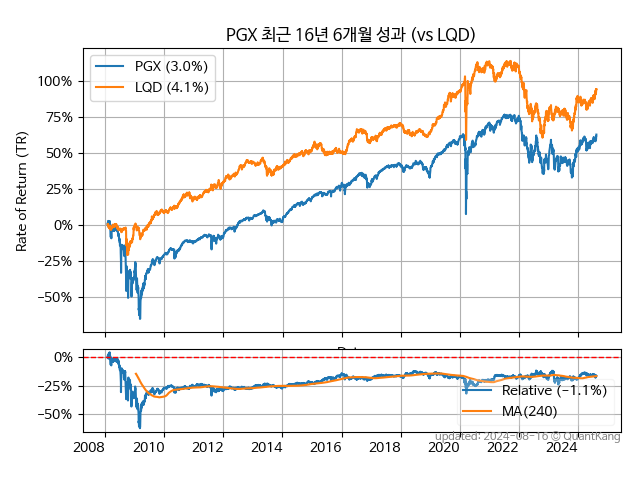 PGX 최근 16년 6개월 성과 (vs LQD)
Rate of Return (TR)
100%
75%
50%
25%
0%
−25%
−50%
PGX (3.0%)
LQD (4.1%)
0%
−25%
−50%
Relative (−1.1%)
MA(240)
2008 2010 2012 2014 2016 2018 2020 2022 2024
updated: 2024-08-16 © QuantKang